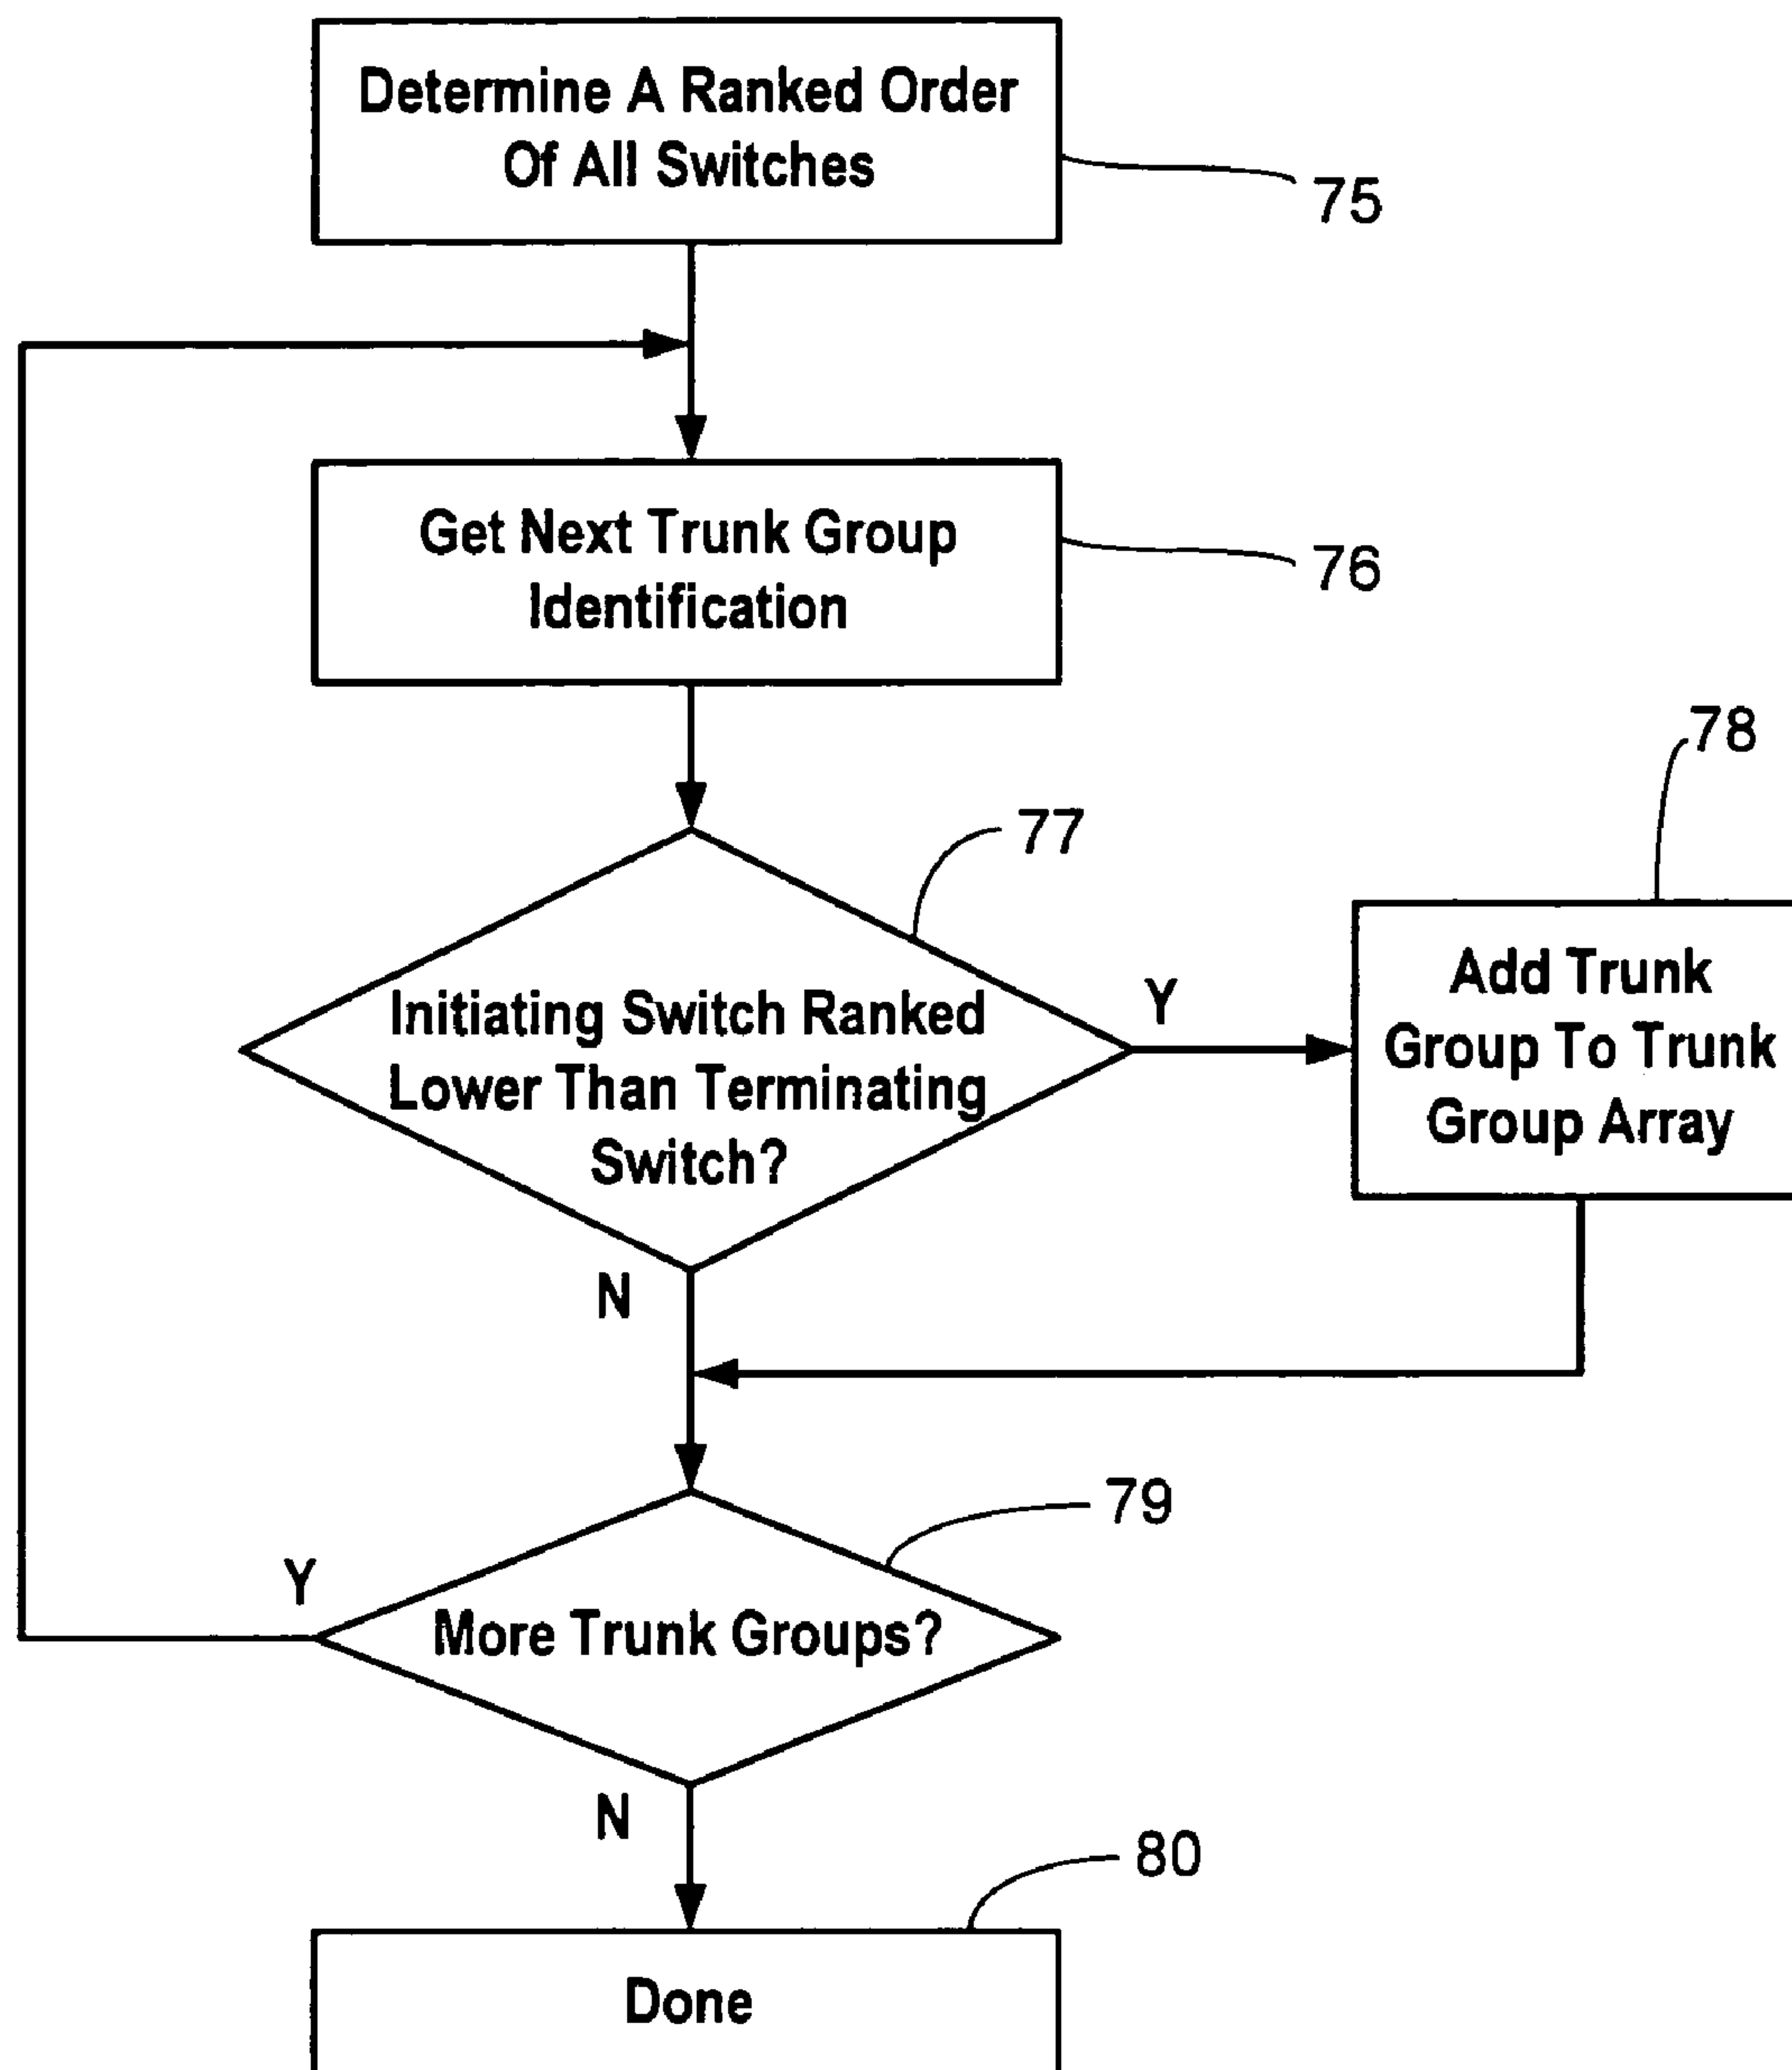 Determine A Ranked Order
Of All Switches
75
Get Next Trunk Group
Identification
76
77
78
Initiating Switch Ranked
Lower Than Terminating
Switch?
Y
Add Trunk
Group To Trunk
Group Array
N
79
Y
More Trunk Groups?
N
80
Done